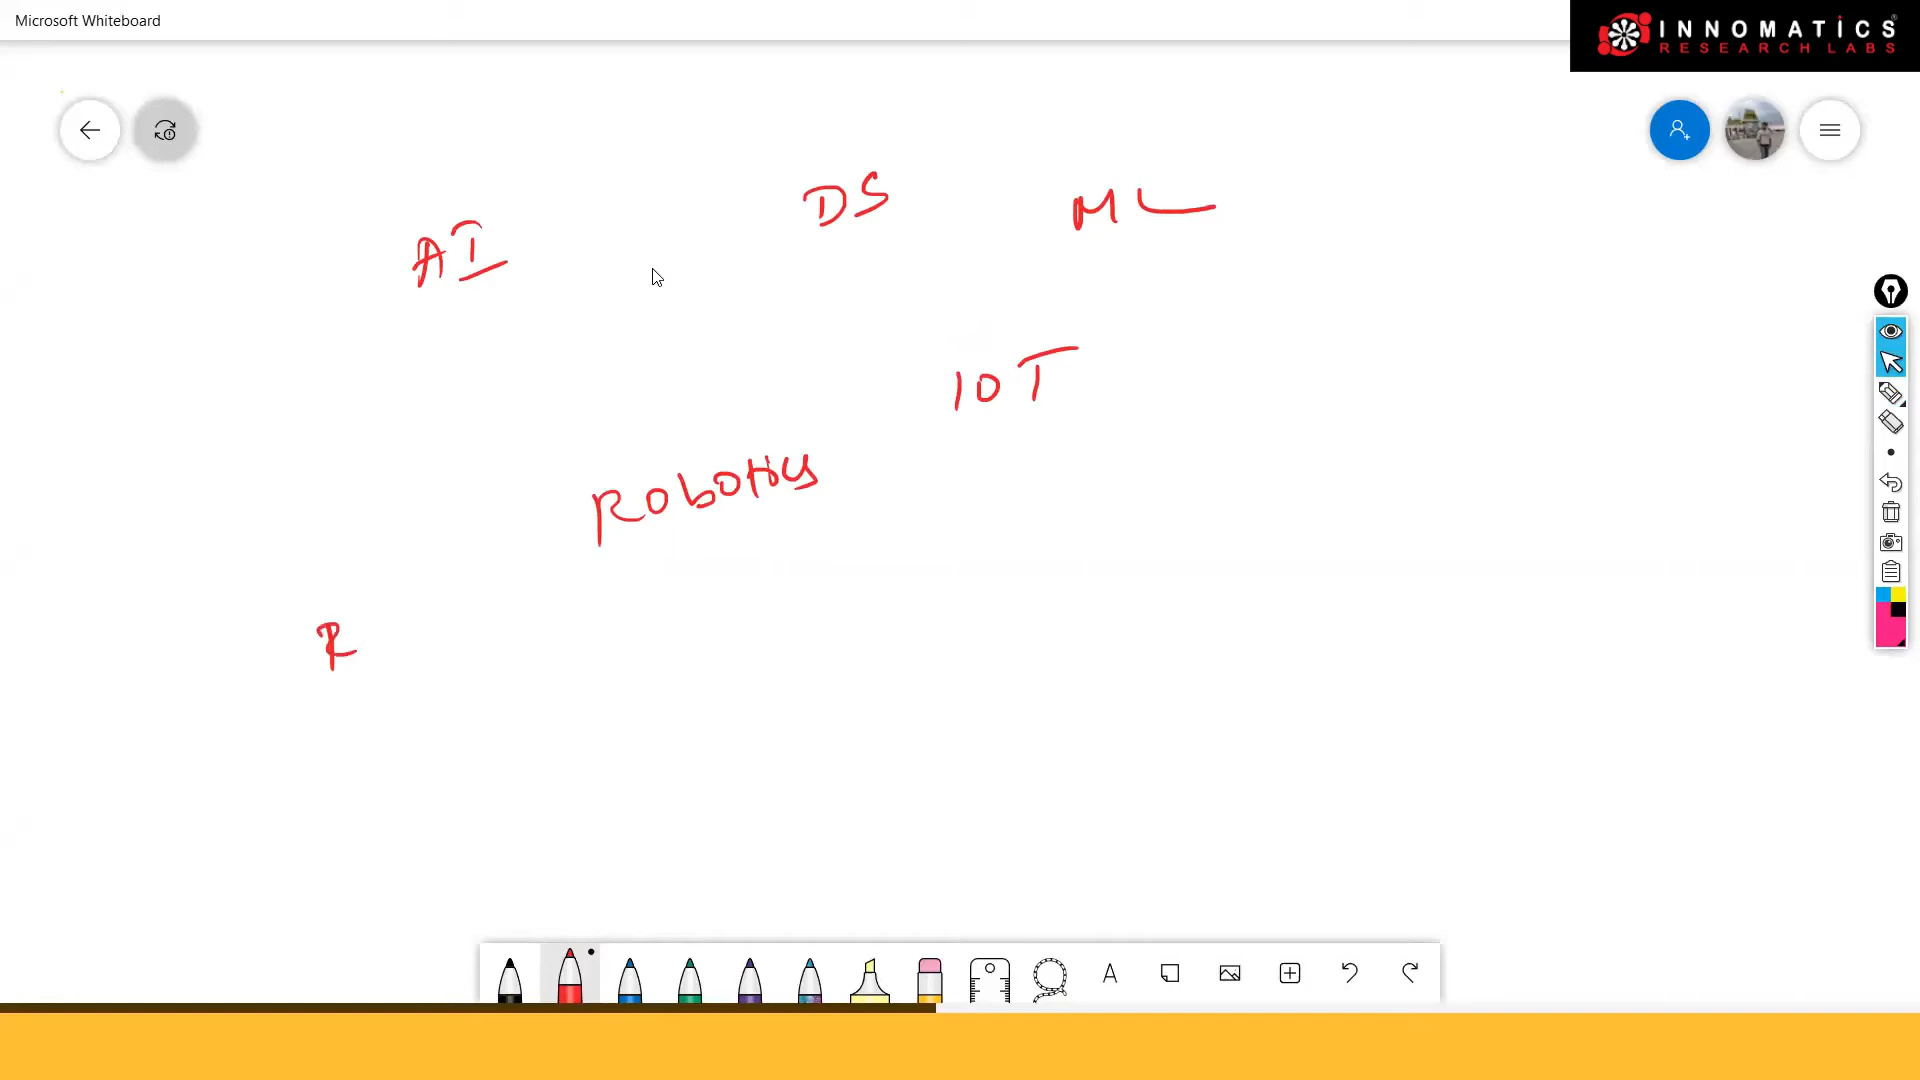 Microsoft Whiteboard
INNOMATICS
RESEARCH LABS
DS
ML
AI
IOT
Robotics
R